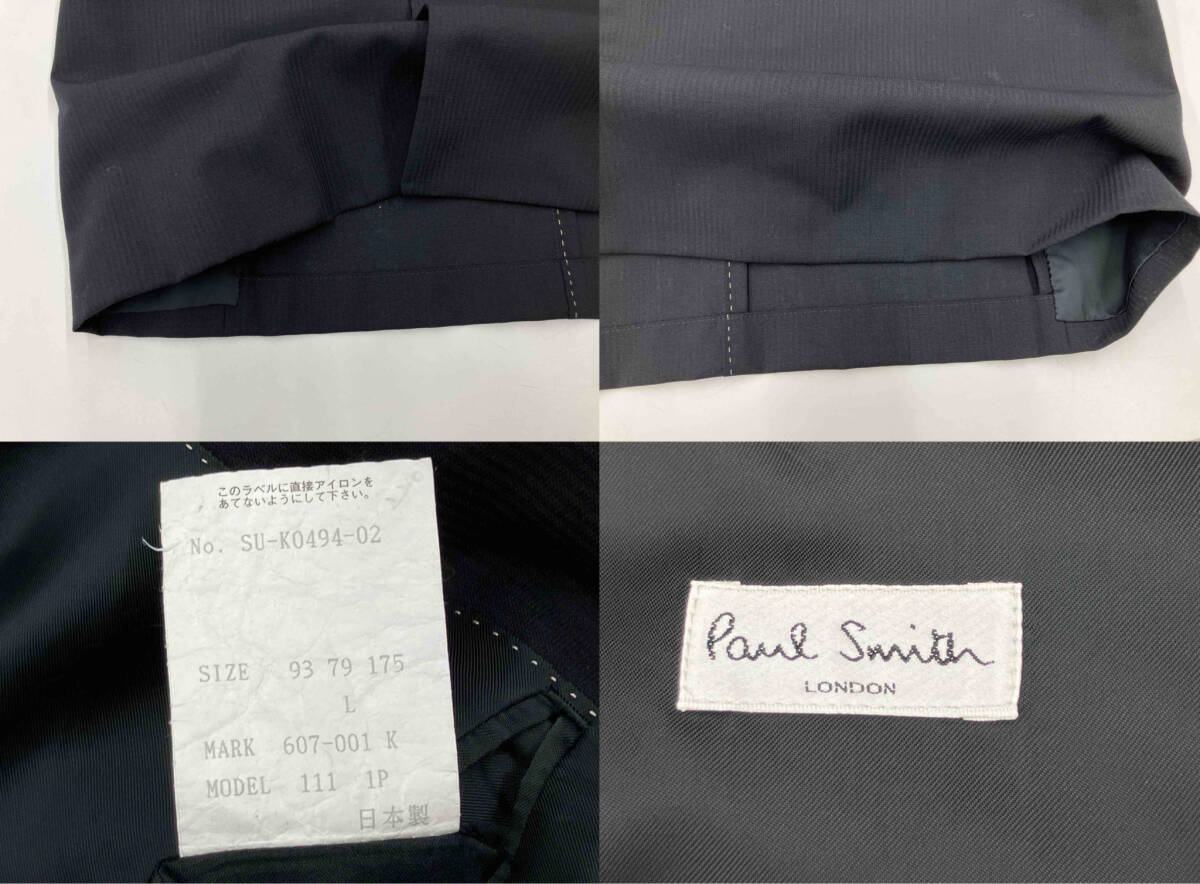 このラベルに直接アイロンを
あてないようにして下さい。
No. SU-K0494-02
SIZE 93 79 175
L
MARK 607-001 K
MODEL 111 1P
日本製
Paul Smith
LONDON